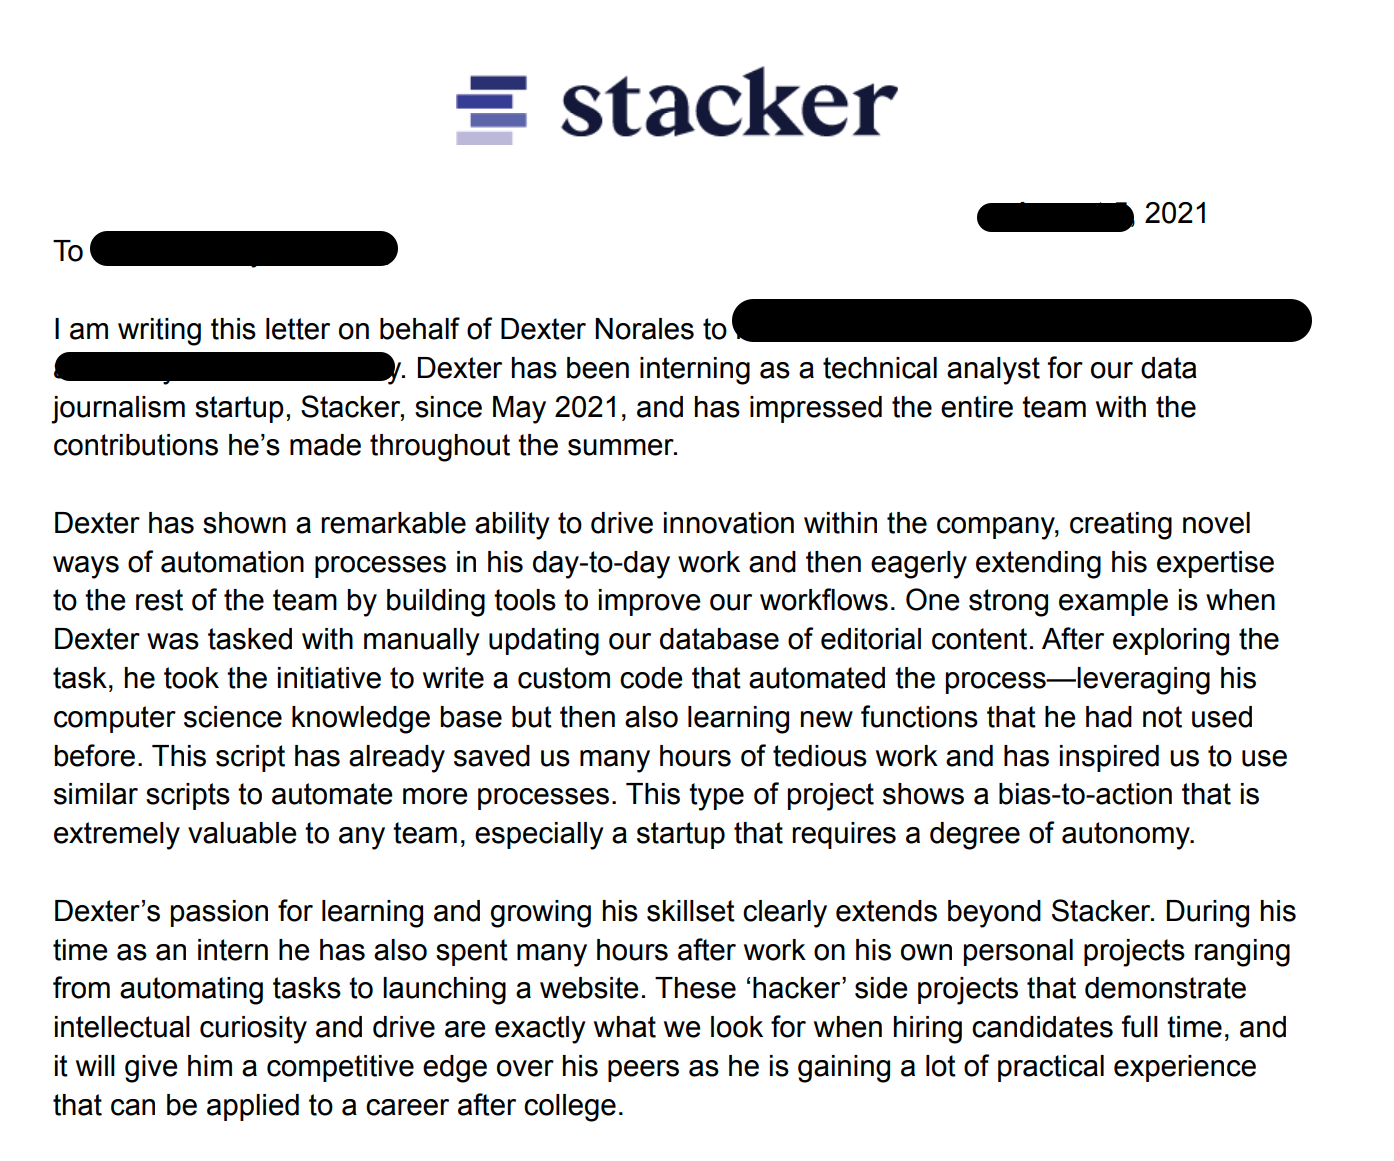 stacker
2021
To
I am writing this letter on behalf of Dexter Norales to
Dexter has been interning as a technical analyst for our data
journalism startup, Stacker, since May 2021, and has impressed the entire team with the
contributions he’s made throughout the summer.
Dexter has shown a remarkable ability to drive innovation within the company, creating novel
ways of automation processes in his day-to-day work and then eagerly extending his expertise
to the rest of the team by building tools to improve our workflows. One strong example is when
Dexter was tasked with manually updating our database of editorial content. After exploring the
task, he took the initiative to write a custom code that automated the process—leveraging his
computer science knowledge base but then also learning new functions that he had not used
before. This script has already saved us many hours of tedious work and has inspired us to use
similar scripts to automate more processes. This type of project shows a bias-to-action that is
extremely valuable to any team, especially a startup that requires a degree of autonomy.
Dexter’s passion for learning and growing his skillset clearly extends beyond Stacker. During his
time as an intern he has also spent many hours after work on his own personal projects ranging
from automating tasks to launching a website. These ‘hacker’ side projects that demonstrate
intellectual curiosity and drive are exactly what we look for when hiring candidates full time, and
it will give him a competitive edge over his peers as he is gaining a lot of practical experience
that can be applied to a career after college.